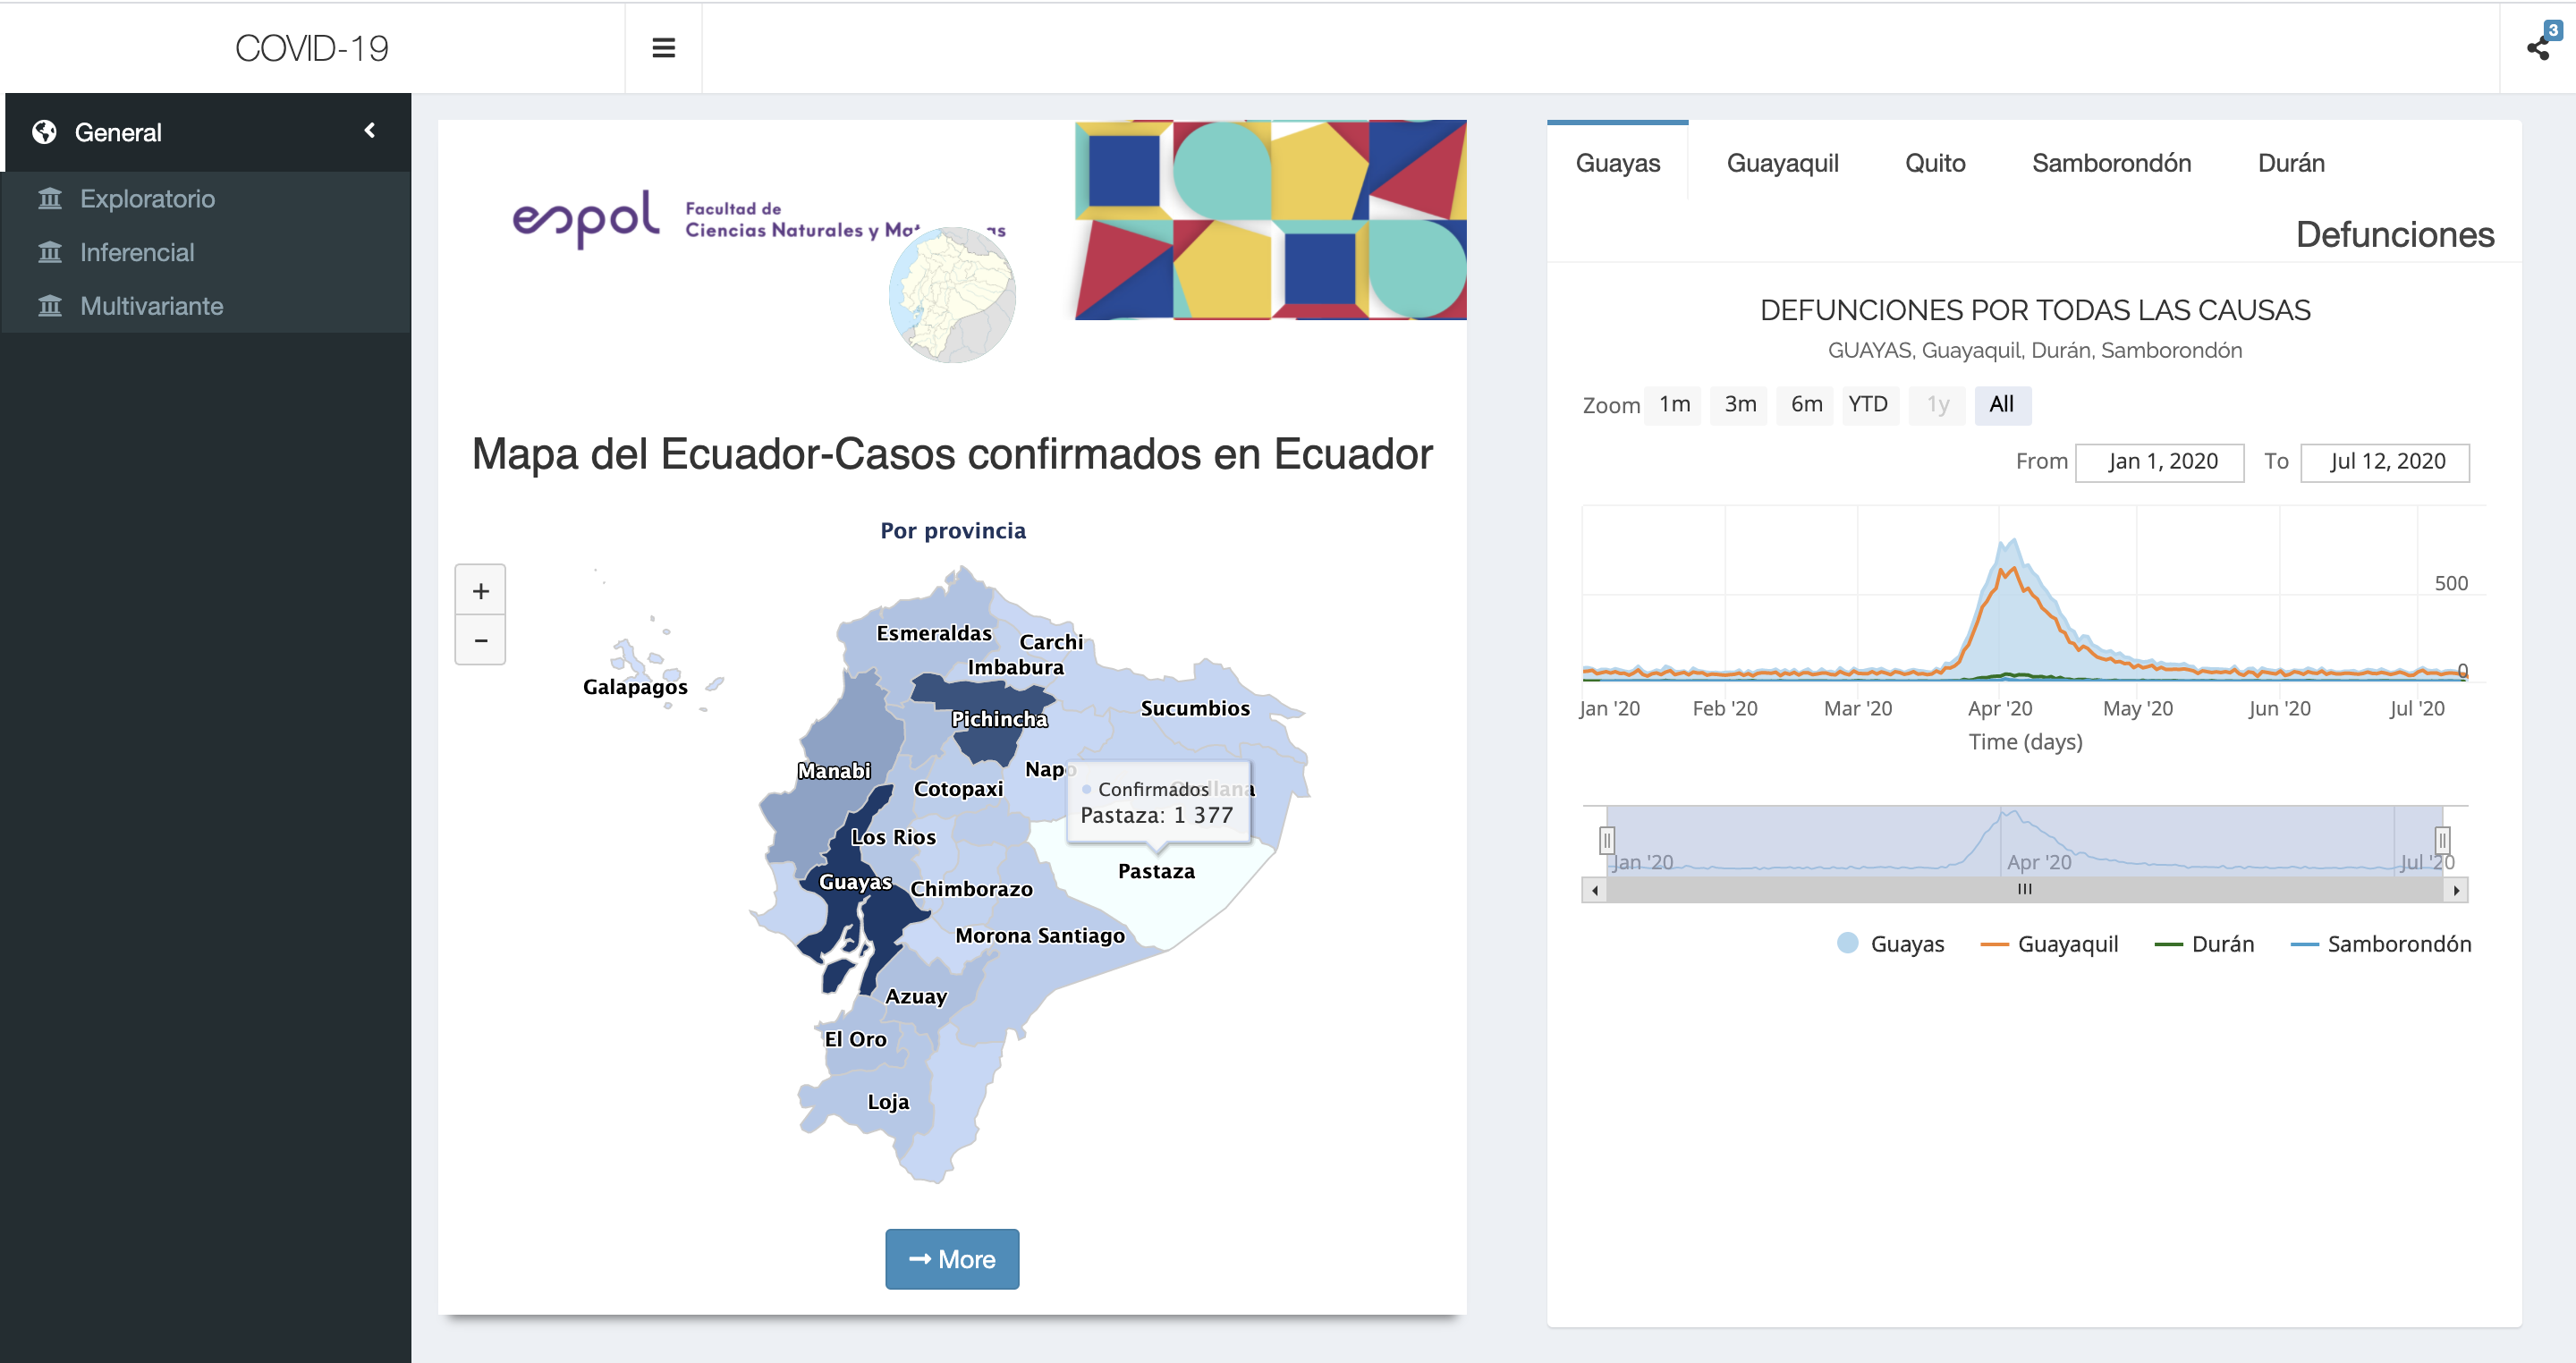 COVID-19
3
General
Exploratorio
Inferencial
Multivariante
espol
Facultad de
Ciencias Naturales y
Mapa del Ecuador-Casos confirmados en Ecuador
Por provincia
+
−
Esmeraldas
Carchi
Imbabura
Galapagos
Pichincha
Sucumbios
Manabi
Napo
Cotopaxi
Confirmados
Pastaza: 1 377
Los Rios
Pastaza
Guayas
Chimborazo
Morona Santiago
Azuay
El Oro
Loja
More
Guayas Guayaquil Quito Samborondón Durán
Defunciones
DEFUNCIONES POR TODAS LAS CAUSAS
GUAYAS, Guayaquil, Durán, Samborondón
Zoom 1m 3m 6m YTD 1y All
From Jan 1, 2020 To Jul 12, 2020
500
0
Jan '20 Feb '20 Mar '20 Apr '20 May '20 Jun '20 Jul '20
Time (days)
Jan '20 Apr '20 Jul '20
Guayas Guayaquil Durán Samborondón